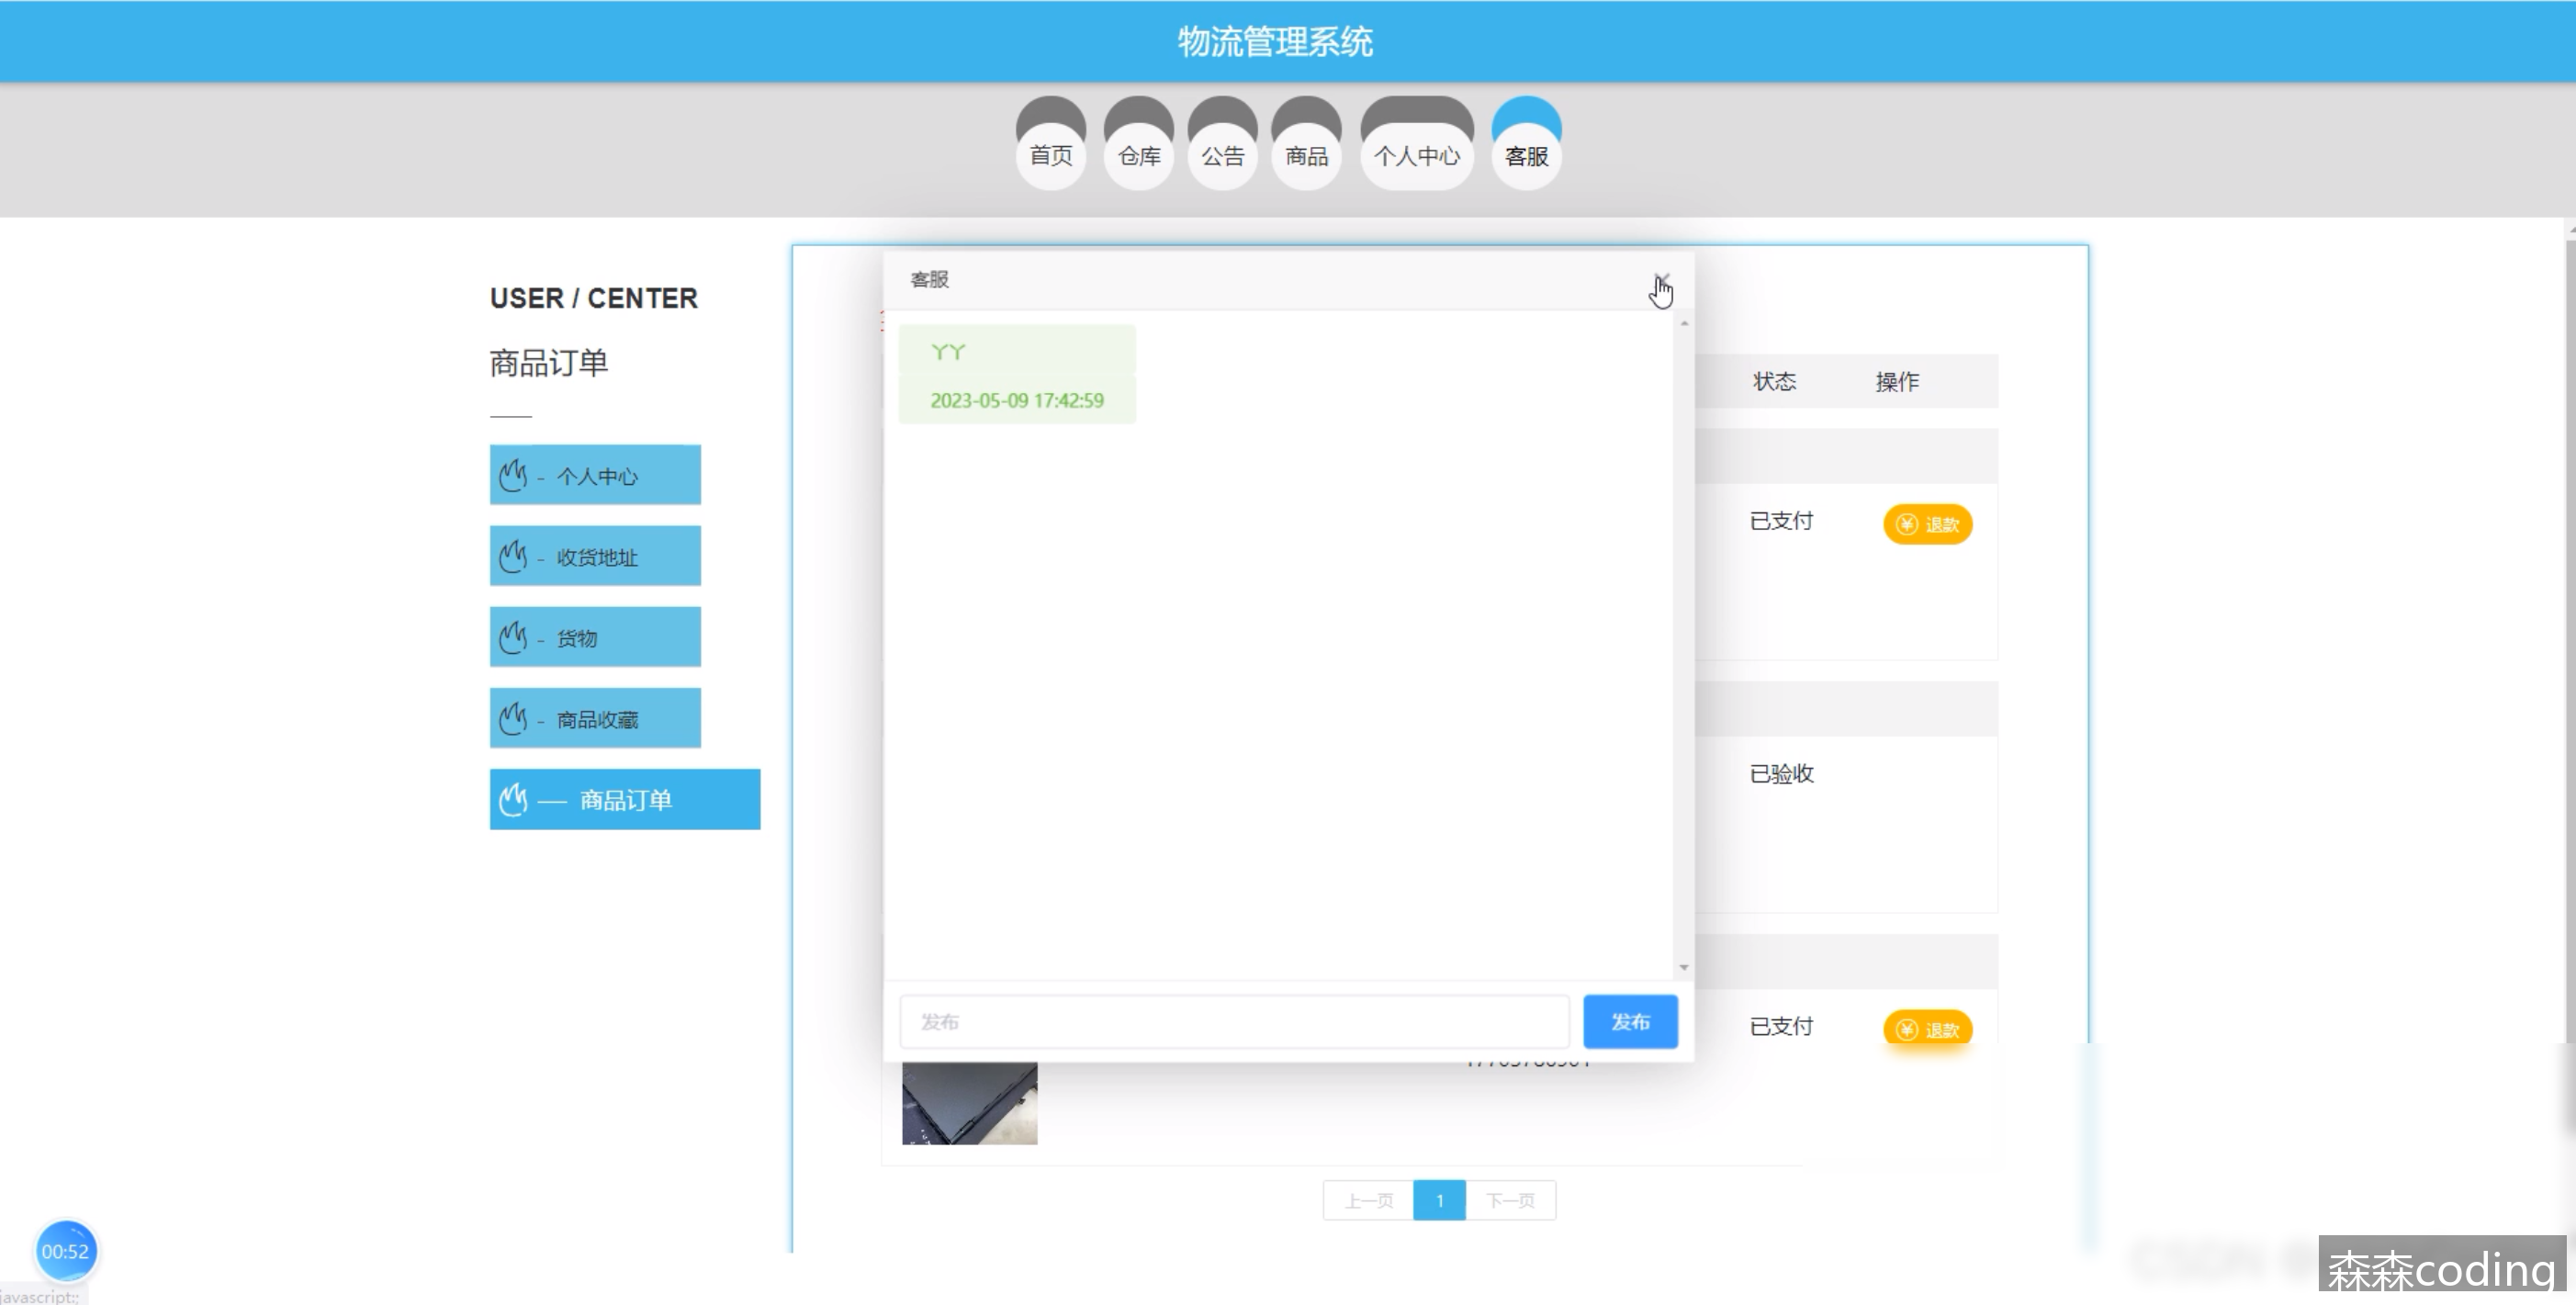 物流管理系统
首页
仓库
公告
商品
个人中心
客服
USER / CENTER
商品订单
- 个人中心
- 收货地址
- 货物
- 商品收藏
商品订单
客服
丫丫
2023-05-09 17:42:59
发布
发布
状态
操作
已支付
¥ 退款
已验收
已支付
¥ 退款
上一页
1
下一页
00:52
javascript:;
森森coding